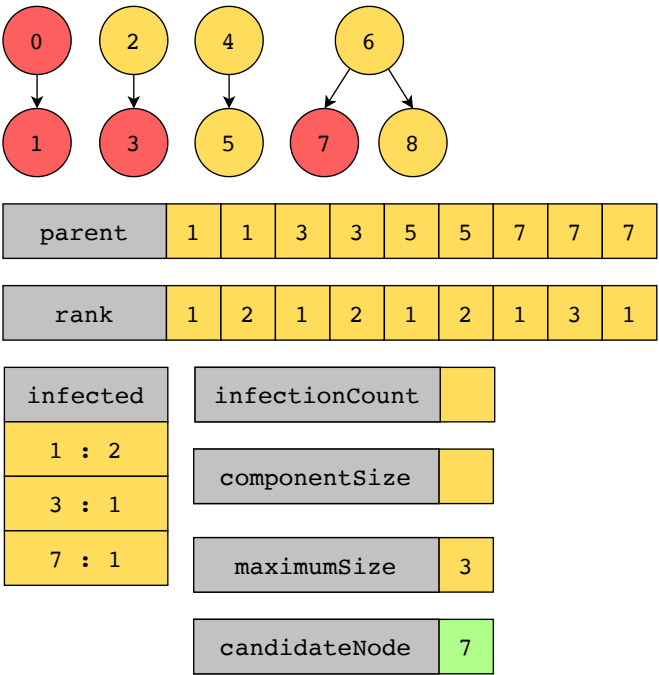 0 2 4 6
1 3 5 7 8
parent 1 1 3 3 5 5 7 7 7
rank 1 2 1 2 1 2 1 3 1
infected
1 : 2
3 : 1
7 : 1
infectionCount
componentSize
maximumSize 3
candidateNode 7